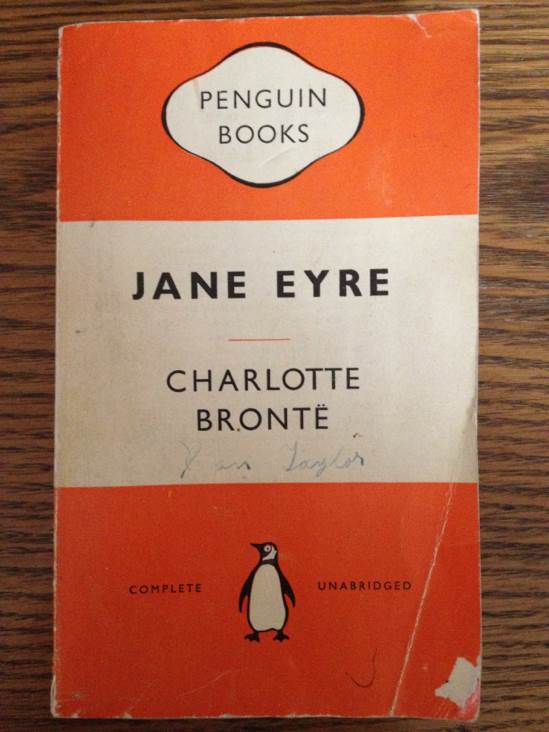 PENGUIN
BOOKS
JANE EYRE
CHARLOTTE
BRONTË
Taylor
COMPLETE UNABRIDGED